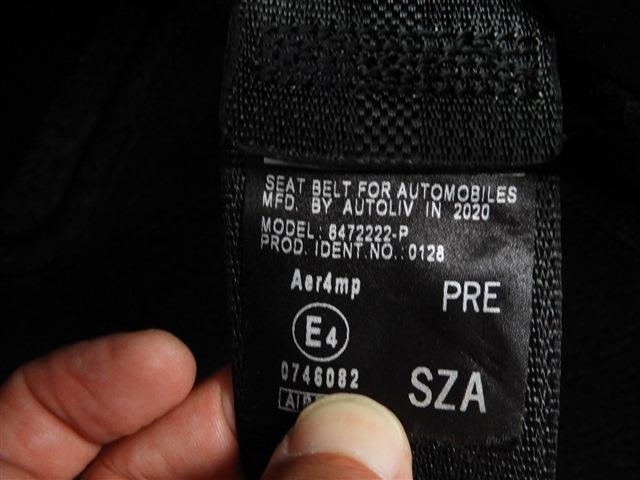 SEAT BELT FOR AUTOMOBILES
MFD. BY AUTOLIV IN 2020
MODEL: 8472222-P
PROD. IDENT.NO.:0128
Aer4mp
PRE
E4
0746082
SZA